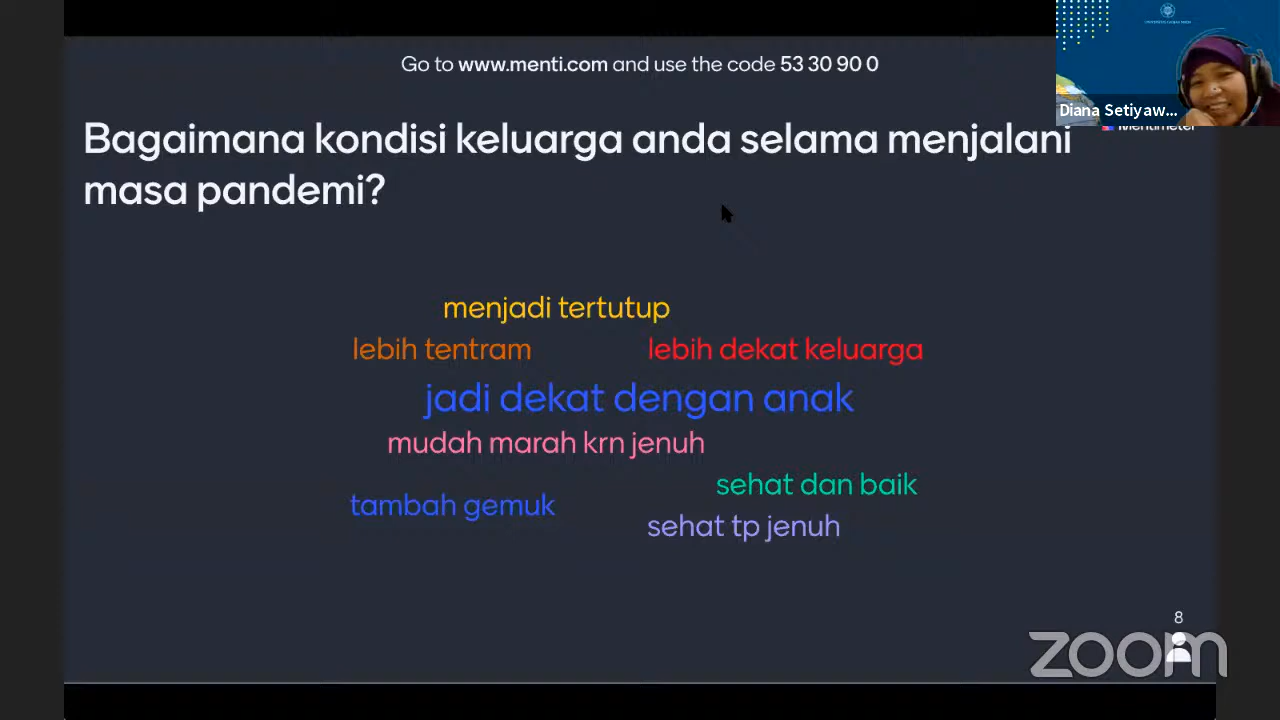 Go to www.menti.com and use the code 53 30 90 0
Diana Setiyaw...
Mentimeter
Bagaimana kondisi keluarga anda selama menjalani
masa pandemi?
menjadi tertutup
lebih tentram
lebih dekat keluarga
jadi dekat dengan anak
mudah marah krn jenuh
sehat dan baik
tambah gemuk
sehat tp jenuh
8
zoom